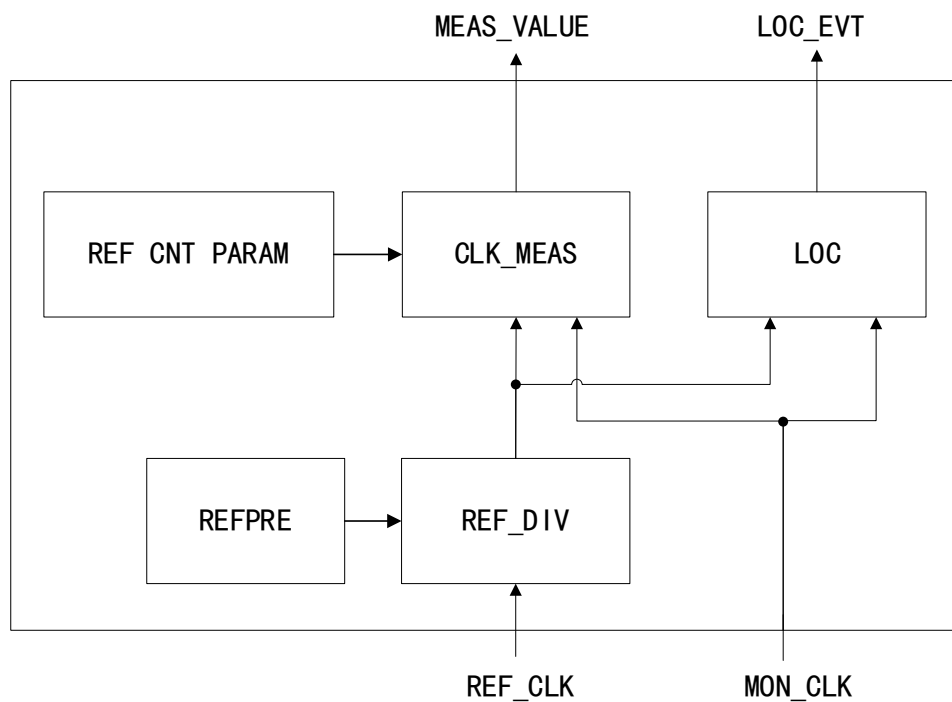 MEAS_VALUE
LOC_EVT
REF CNT PARAM
CLK_MEAS
LOC
REFPRE
REF_DIV
REF_CLK
MON_CLK